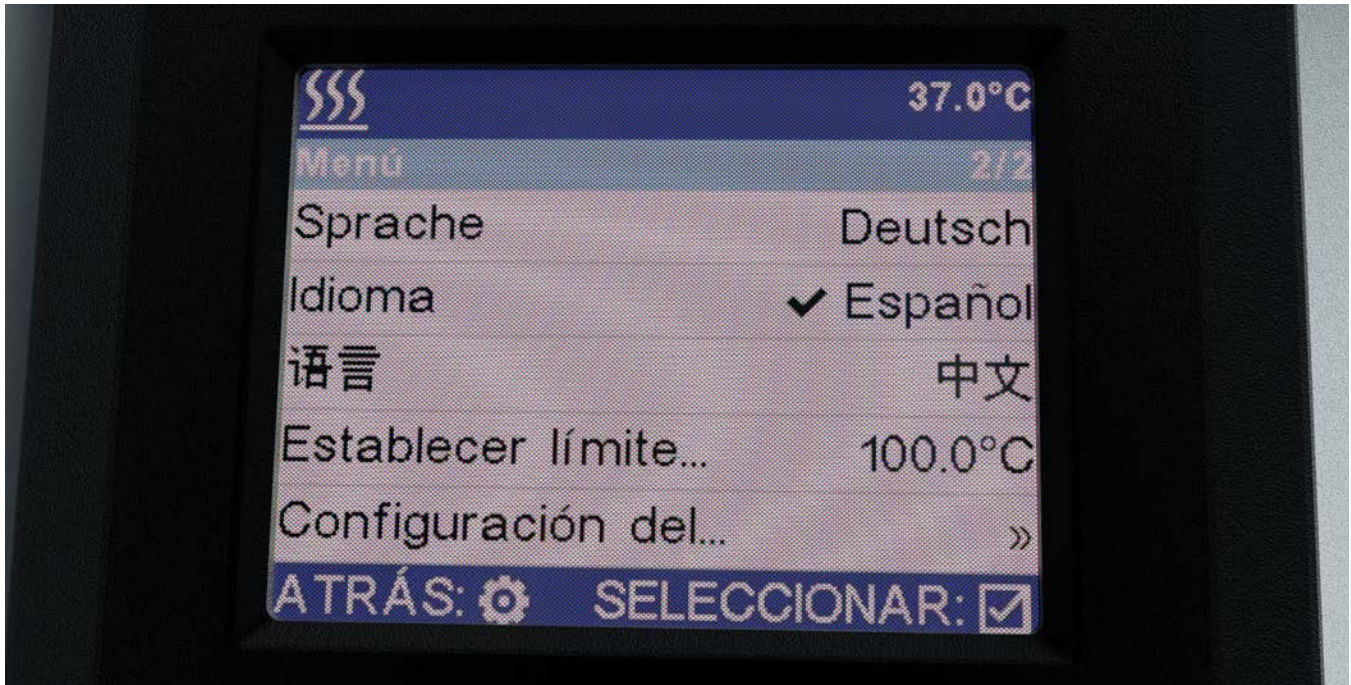 37.0°C
Menú 2/2
Sprache Deutsch
Idioma ✓ Español
语言 中文
Establecer límite... 100.0°C
Configuración del... »
ATRÁS: SELECCIONAR: